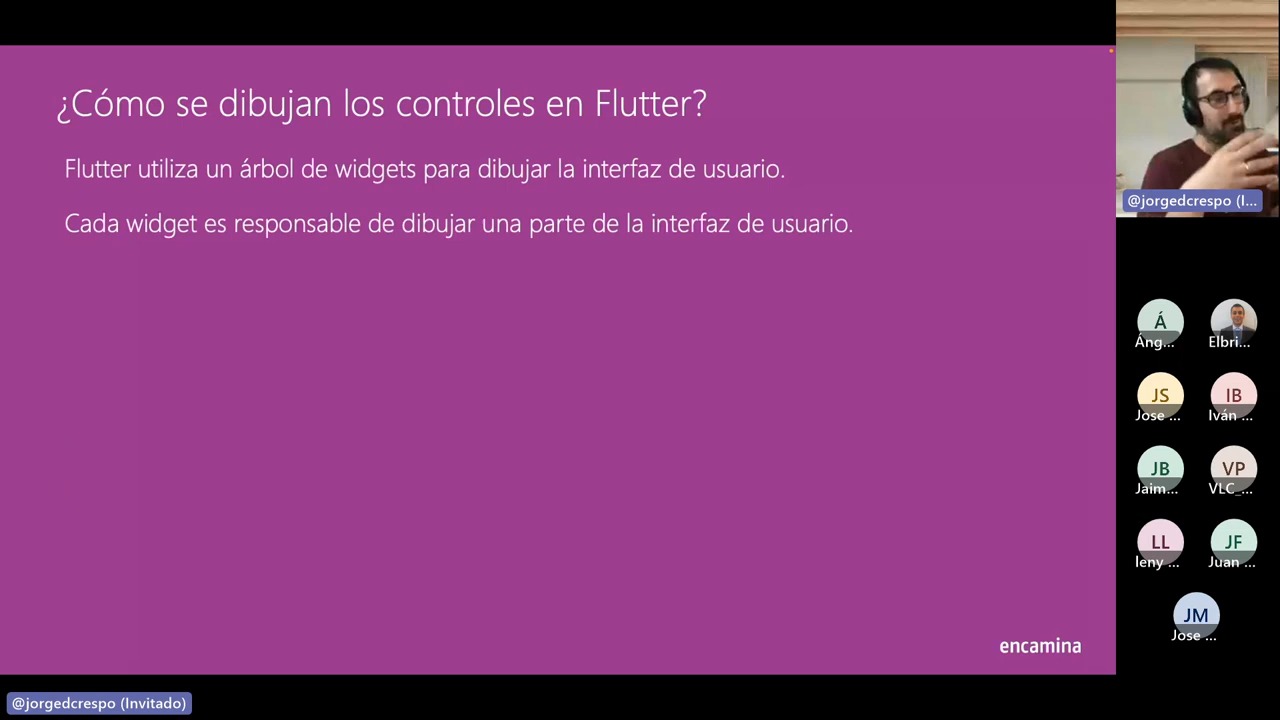 ¿Cómo se dibujan los controles en Flutter?
Flutter utiliza un árbol de widgets para dibujar la interfaz de usuario.
Cada widget es responsable de dibujar una parte de la interfaz de usuario.
encamina
@jorgedcrespo (Invitado)
@jorgedcrespo (I...
Á
Áng...
Elbri...
JS
Jose ...
IB
Iván ...
JB
Jaim...
VP
VLC_...
LL
leny ...
JF
Juan ...
JM
Jose ...